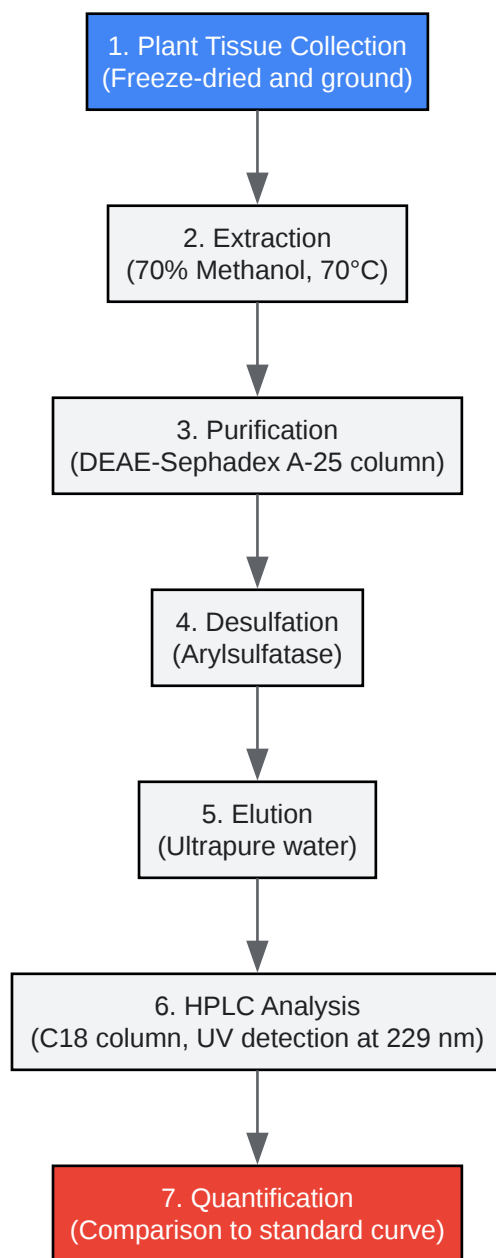 1. Plant Tissue Collection
(Freeze-dried and ground)
2. Extraction
(70% Methanol, 70°C)
3. Purification
(DEAE-Sephadex A-25 column)
4. Desulfation
(Arylsulfatase)
5. Elution
(Ultrapure water)
6. HPLC Analysis
(C18 column, UV detection at 229 nm)
7. Quantification
(Comparison to standard curve)